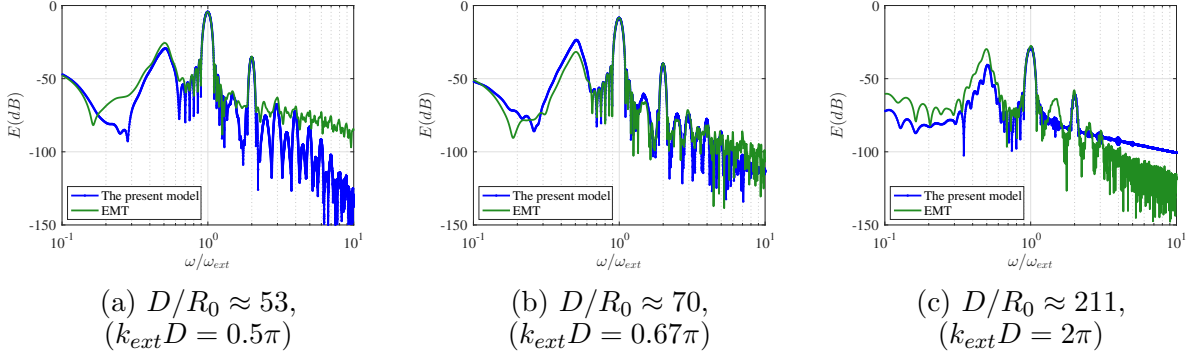 0
-50
-100
-150
E(dB)
The present model
EMT
10^-1
10^0
10^1
ω/ω_ext
(a) D/R_0 ≈ 53,
(k_ext D = 0.5π)
0
-50
-100
-150
E(dB)
The present model
EMT
10^-1
10^0
10^1
ω/ω_ext
(b) D/R_0 ≈ 70,
(k_ext D = 0.67π)
0
-50
-100
-150
E(dB)
The present model
EMT
10^-1
10^0
10^1
ω/ω_ext
(c) D/R_0 ≈ 211,
(k_ext D = 2π)